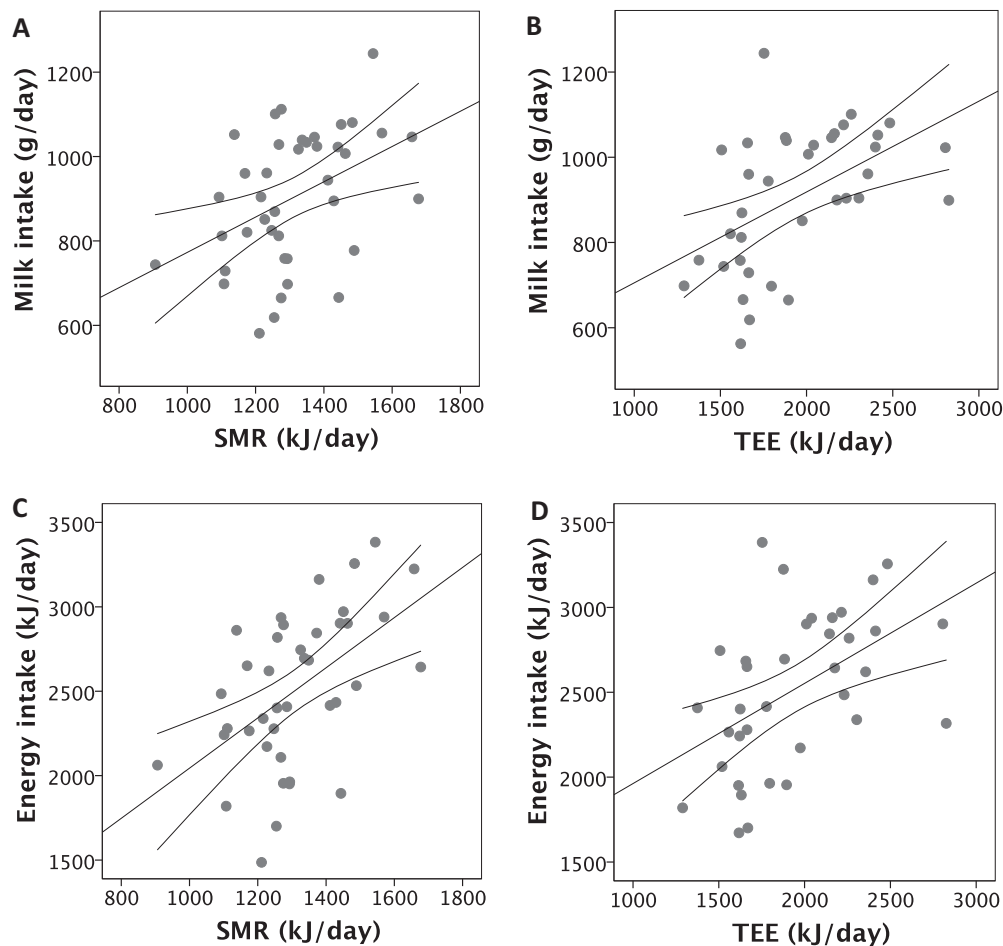 A
Milk intake (g/day)
1200
1000
800
600
800 1000 1200 1400 1600 1800
SMR (kJ/day)
B
Milk intake (g/day)
1200
1000
800
600
1000 1500 2000 2500 3000
TEE (kJ/day)
C
Energy intake (kJ/day)
3500
3000
2500
2000
1500
800 1000 1200 1400 1600 1800
SMR (kJ/day)
D
Energy intake (kJ/day)
3500
3000
2500
2000
1500
1000 1500 2000 2500 3000
TEE (kJ/day)